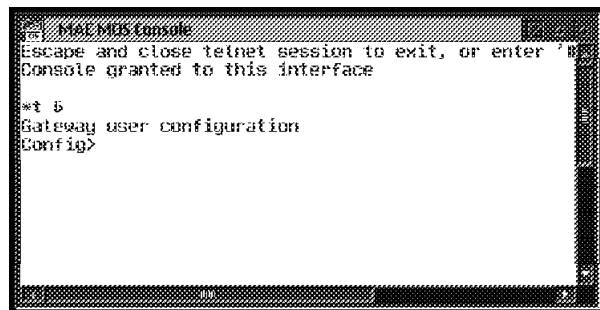 MAC MOS Console
Escape and close telnet session to exit, or enter '
Console granted to this interface
*t 6
Gateway user configuration
Config>